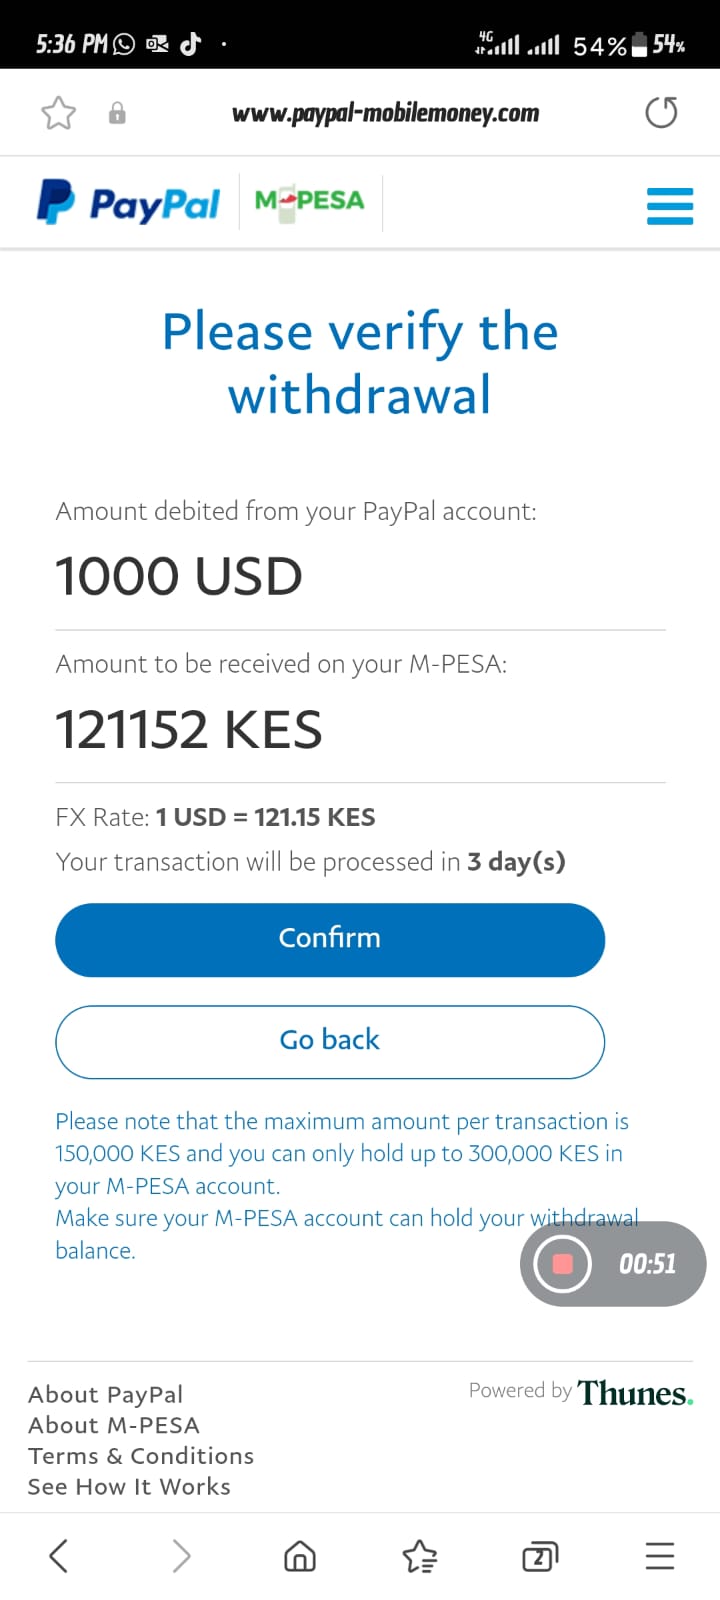 5:36 PM 4G 54% 54%
www.paypal-mobilemoney.com
PayPal M-PESA
Please verify the
withdrawal
Amount debited from your PayPal account:
1000 USD
Amount to be received on your M-PESA:
121152 KES
FX Rate: 1 USD = 121.15 KES
Your transaction will be processed in 3 day(s)
Confirm
Go back
Please note that the maximum amount per transaction is
150,000 KES and you can only hold up to 300,000 KES in
your M-PESA account.
Make sure your M-PESA account can hold your withdrawal
balance.
00:51
About PayPal
Powered by Thunes.
About M-PESA
Terms & Conditions
See How It Works
2